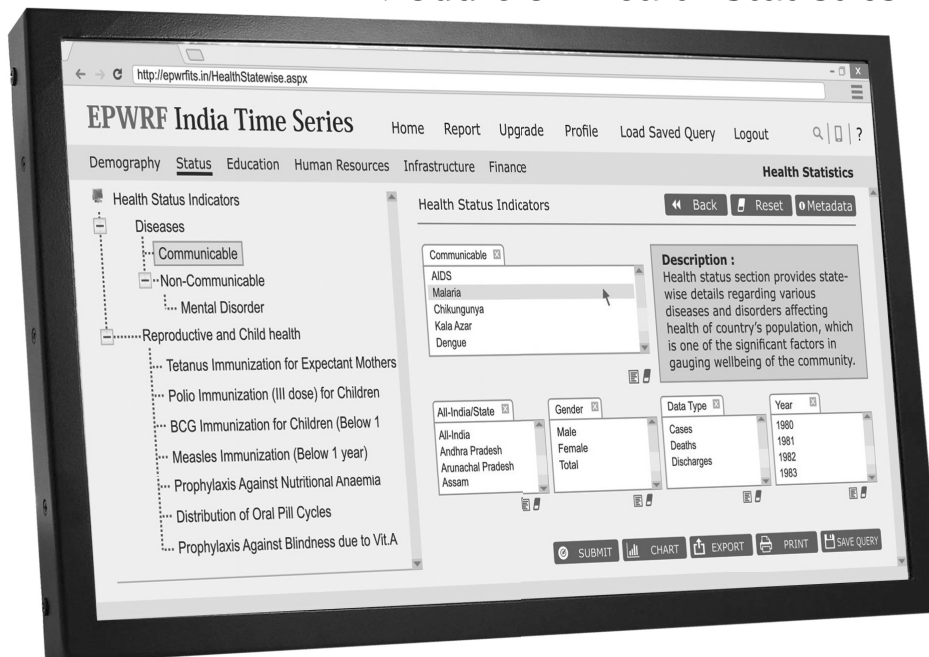 http://epwrfits.in/HealthStatewise.aspx
EPWRF India Time Series
Home Report Upgrade Profile Load Saved Query Logout ?
Demography Status Education Human Resources Infrastructure Finance
Health Statistics
Health Status Indicators
Diseases
Communicable
Non-Communicable
Mental Disorder
Reproductive and Child health
Tetanus Immunization for Expectant Mothers
Polio Immunization (III dose) for Children
BCG Immunization for Children (Below 1
Measles Immunization (Below 1 year)
Prophylaxis Against Nutritional Anaemia
Distribution of Oral Pill Cycles
Prophylaxis Against Blindness due to Vit.A
Health Status Indicators
Back Reset Metadata
Communicable
AIDS
Malaria
Chikungunya
Kala Azar
Dengue
Description :
Health status section provides state-
wise details regarding various
diseases and disorders affecting
health of country's population, which
is one of the significant factors in
gauging wellbeing of the community.
All-India/State
All-India
Andhra Pradesh
Arunachal Pradesh
Assam
Gender
Male
Female
Total
Data Type
Cases
Deaths
Discharges
Year
1980
1981
1982
1983
SUBMIT CHART EXPORT PRINT SAVE QUERY